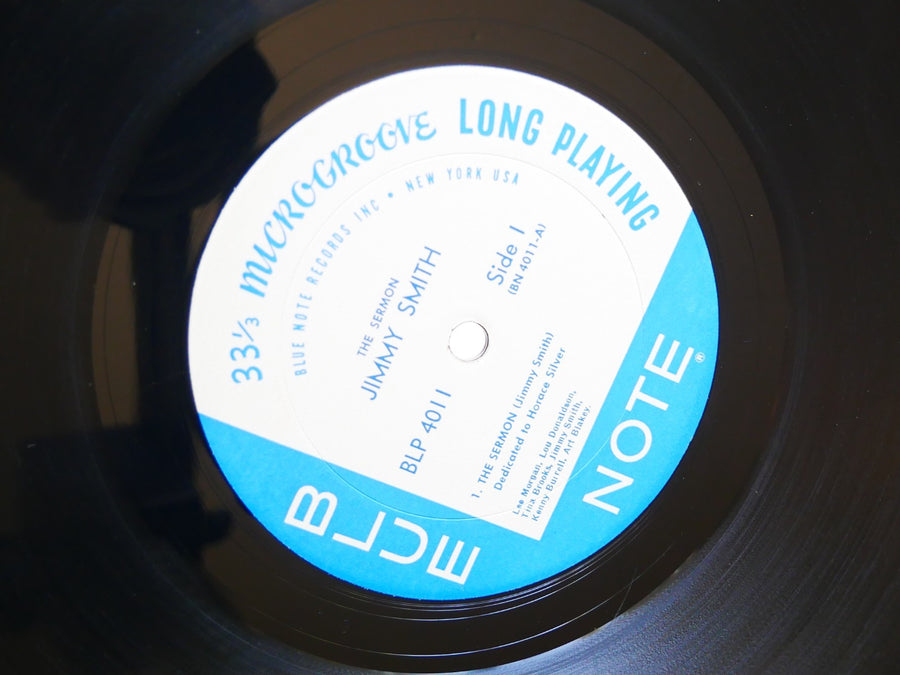 33⅓ MICROGROOVE LONG PLAYING
BLUE NOTE RECORDS INC • NEW YORK USA
THE SERMON
JIMMY SMITH
BLP 4011
Side 1
(BN 4011-A)
1. THE SERMON (Jimmy Smith)
Dedicated to Horace Silver
Lee Morgan, Lou Donaldson,
Tina Brooks, Jimmy Smith,
Kenny Burrell, Art Blakey.
BLUE
NOTE®